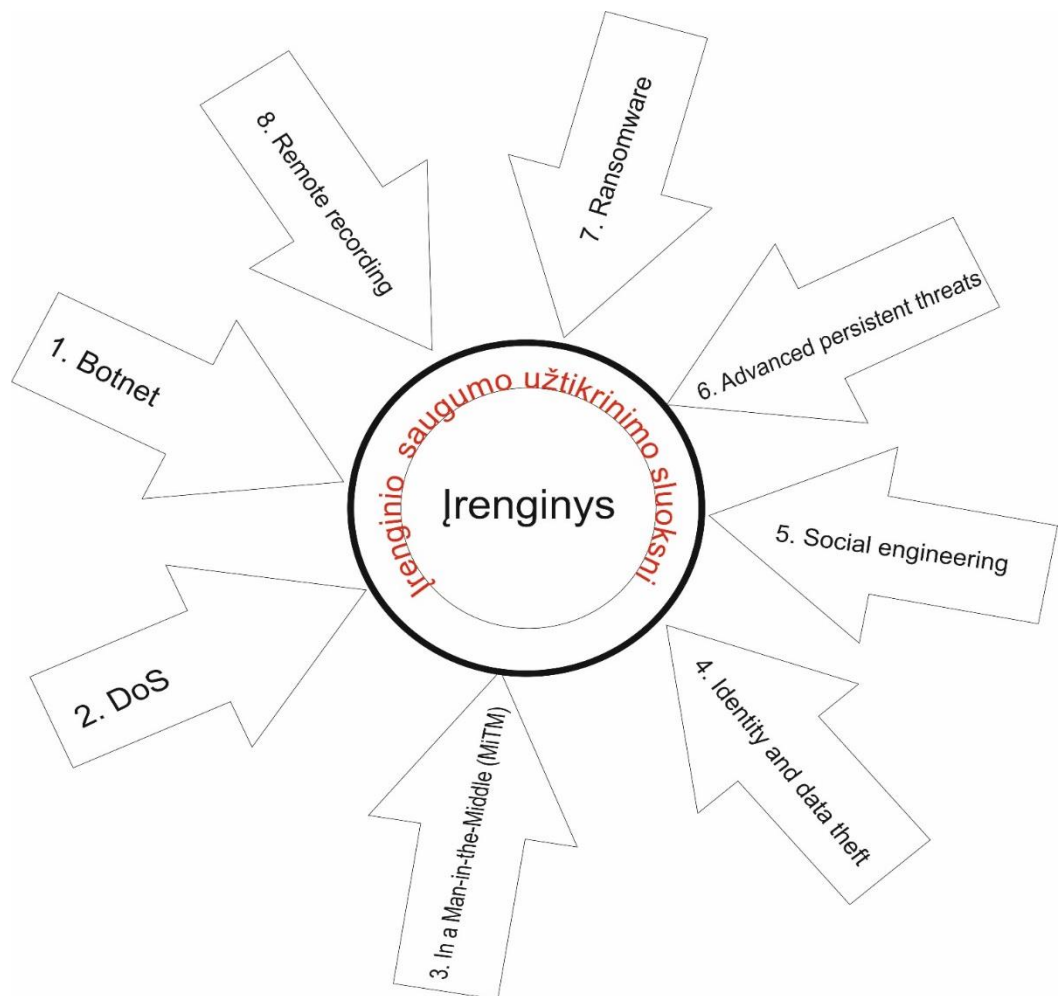 1. Botnet
2. DoS
3. In a Man-in-the-Middle (MiTM)
4. Identity and data theft
5. Social engineering
6. Advanced persistent threats
7. Ransomware
8. Remote recording
Įrenginio saugumo užtikrinimo sluoksni
Įrenginys